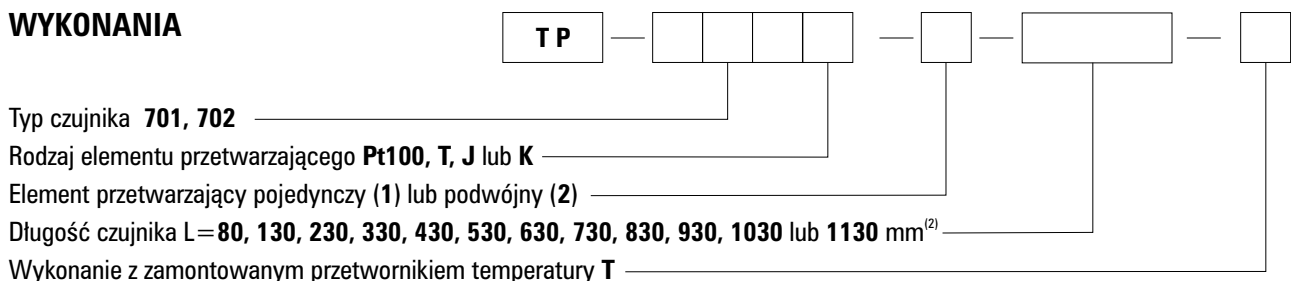 WYKONANIA
T P
Typ czujnika 701, 702
Rodzaj elementu przetwarzającego Pt100, T, J lub K
Element przetwarzający pojedynczy (1) lub podwójny (2)
Długość czujnika L=80, 130, 230, 330, 430, 530, 630, 730, 830, 930, 1030 lub 1130 mm⁽²⁾
Wykonanie z zamontowanym przetwornikiem temperatury T